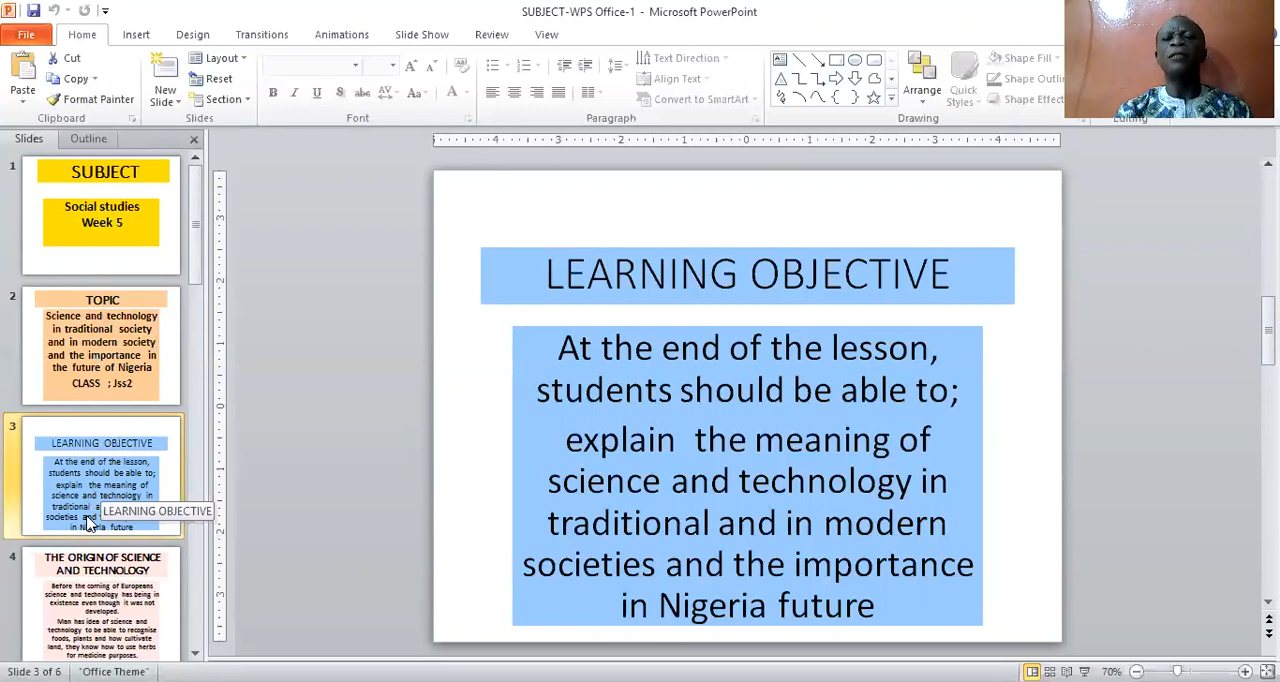 SUBJECT-WPS Office-1 - Microsoft PowerPoint
File Home Insert Design Transitions Animations Slide Show Review View
Cut
Copy
Format Painter
Paste
Clipboard
New
Slide
Layout
Reset
Section
Slides
B I U S abc AV Aa A
Font
Text Direction
Align Text
Convert to SmartArt
Paragraph
Arrange
Quick
Styles
Shape Fill
Shape Outli
Shape Effect
Drawing
Editing
Slides Outline
1
SUBJECT
Social studies
Week 5
2
TOPIC
Science and technology
in traditional society
and in modern society
and the importance in
the future of Nigeria
CLASS ; Jss2
3
LEARNING OBJECTIVE
At the end of the lesson,
students should be able to;
explain the meaning of
science and technology in
traditional
societies
in future
LEARNING OBJECTIVE
4
THE ORIGIN OF SCIENCE
AND TECHNOLOGY
Before the coming of Europeans
science and technology has being in
existence even though it was not
developed.
Man has idea of science and
technology to be able to recognise
foods, plants and how cultivate
land, they know how to use herbs
for medicine purposes.
LEARNING OBJECTIVE
At the end of the lesson,
students should be able to;
explain the meaning of
science and technology in
traditional and in modern
societies and the importance
in Nigeria future
Slide 3 of 6 "Office Theme" 70%